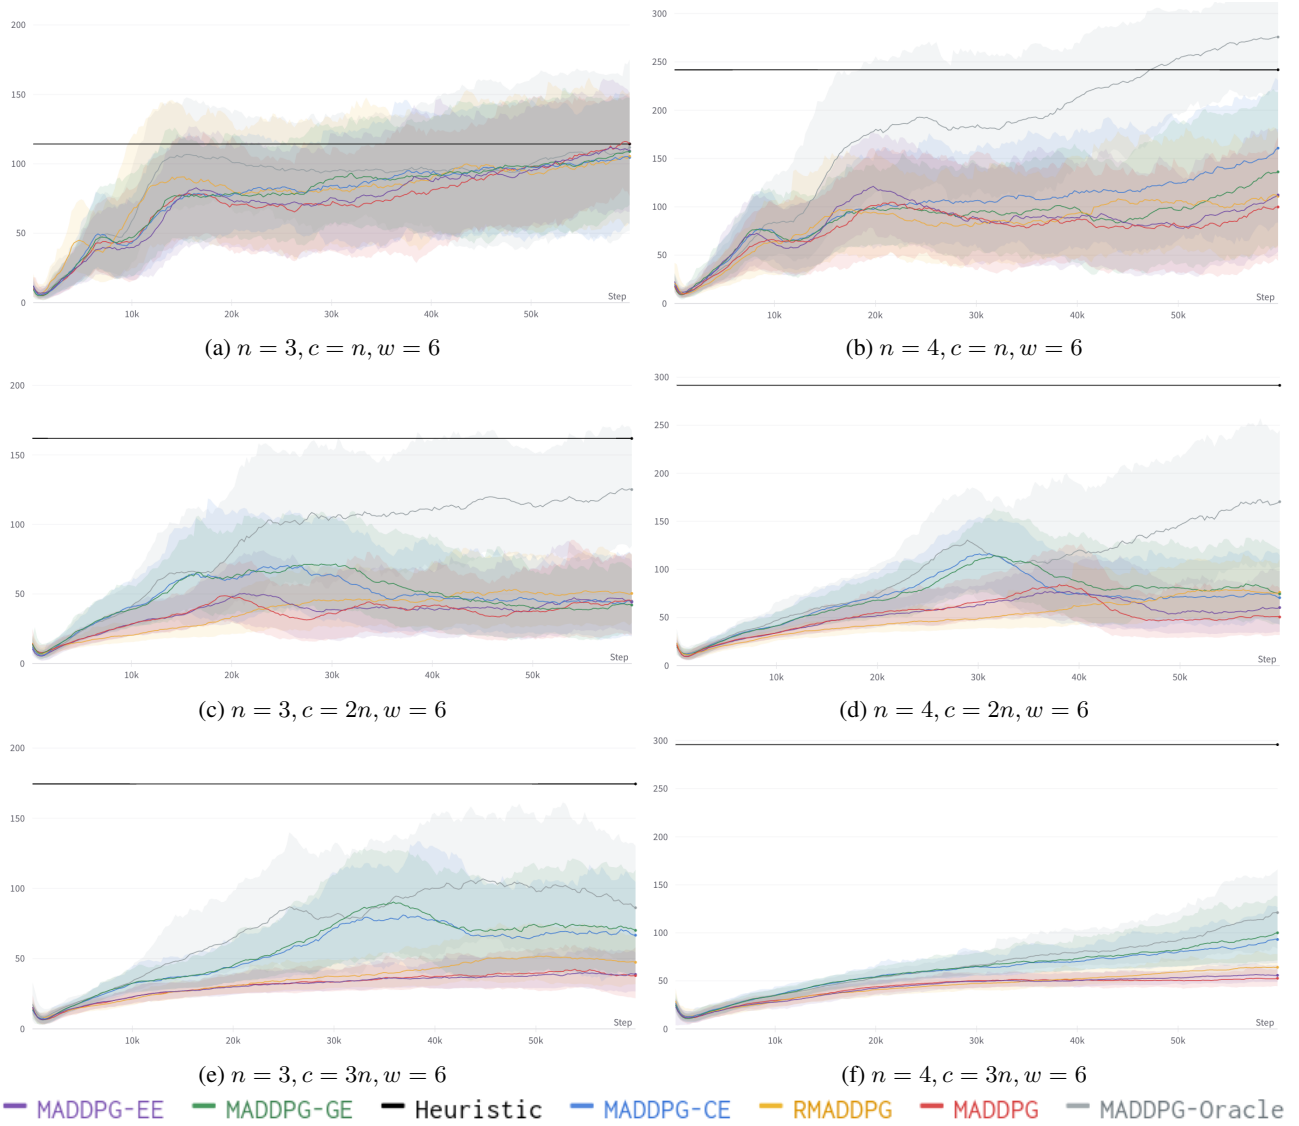 200
150
100
50
0
10k 20k 30k 40k 50k
Step
(a) n = 3, c = n, w = 6
300
250
200
150
100
50
0
10k 20k 30k 40k 50k
Step
(b) n = 4, c = n, w = 6
200
150
100
50
0
10k 20k 30k 40k 50k
Step
(c) n = 3, c = 2n, w = 6
300
250
200
150
100
50
0
10k 20k 30k 40k 50k
Step
(d) n = 4, c = 2n, w = 6
200
150
100
50
0
10k 20k 30k 40k 50k
Step
(e) n = 3, c = 3n, w = 6
300
250
200
150
100
50
0
10k 20k 30k 40k 50k
Step
(f) n = 4, c = 3n, w = 6
MADDPG-EE MADDPG-GE Heuristic MADDPG-CE RMADDPG MADDPG MADDPG-Oracle